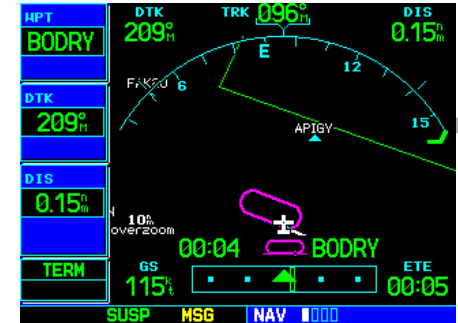 WPT DTK TRK 096°M DIS
BODRY 209°M 0.15nm
E
12
FAKOU 6
DTK
209°M
APIGY 15
DIS
0.15nm
10nm
overzoom
00:04 BODRY
TERM GS ETE
115kt 00:05
SUSP MSG NAV